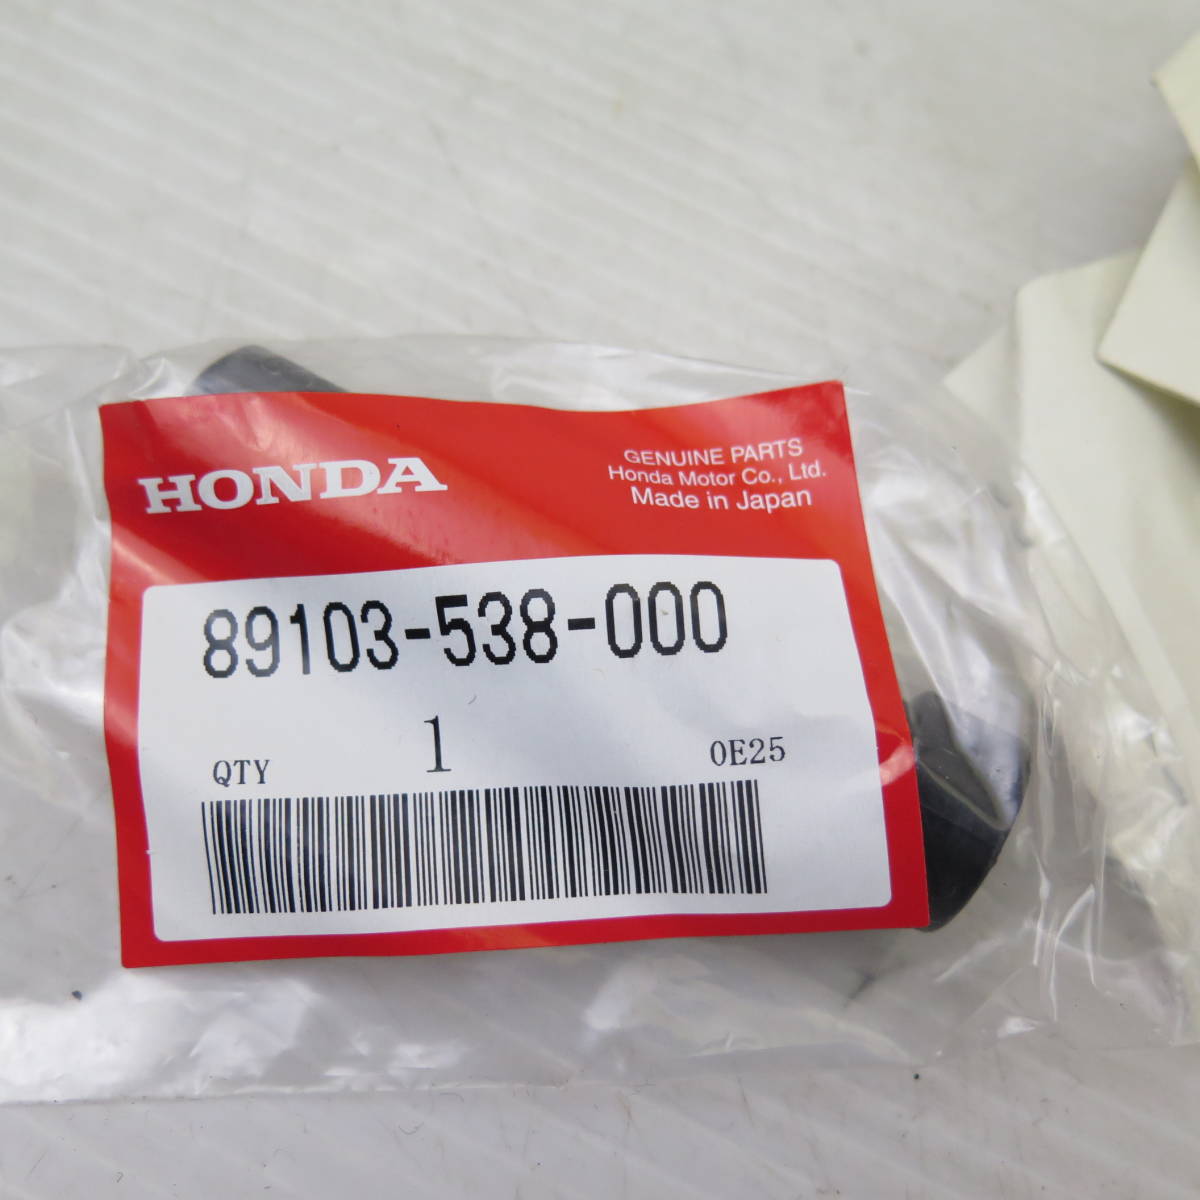 HONDA
GENUINE PARTS
Honda Motor Co., Ltd.
Made in Japan
89103-538-000
QTY 1 0E25